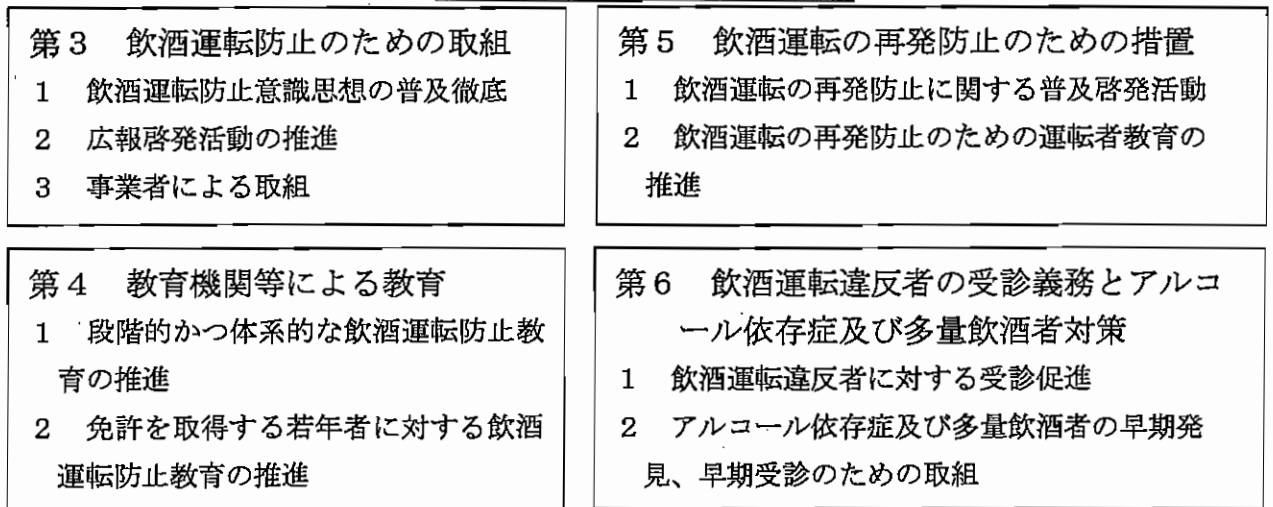 第3　飲酒運転防止のための取組
1　飲酒運転防止意識思想の普及徹底
2　広報啓発活動の推進
3　事業者による取組
第4　教育機関等による教育
1　段階的かつ体系的な飲酒運転防止教
育の推進
2　免許を取得する若年者に対する飲酒
運転防止教育の推進
第5　飲酒運転の再発防止のための措置
1　飲酒運転の再発防止に関する普及啓発活動
2　飲酒運転の再発防止のための運転者教育の
推進
第6　飲酒運転違反者の受診義務とアルコ
ール依存症及び多量飲酒者対策
1　飲酒運転違反者に対する受診促進
2　アルコール依存症及び多量飲酒者の早期発
見、早期受診のための取組